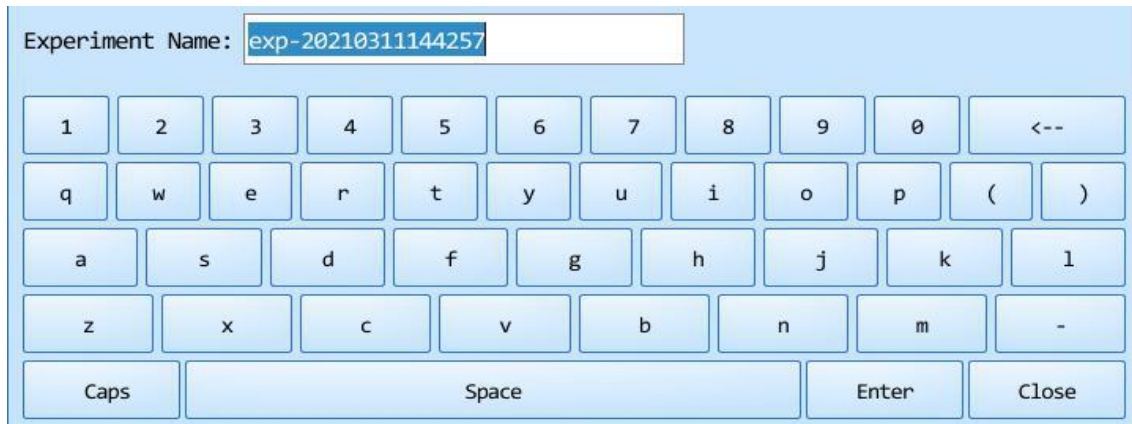 Experiment Name: exp-20210311144257
1 2 3 4 5 6 7 8 9 0 <--
q w e r t y u i o p ( )
a s d f g h j k l
z x c v b n m -
Caps Space Enter Close